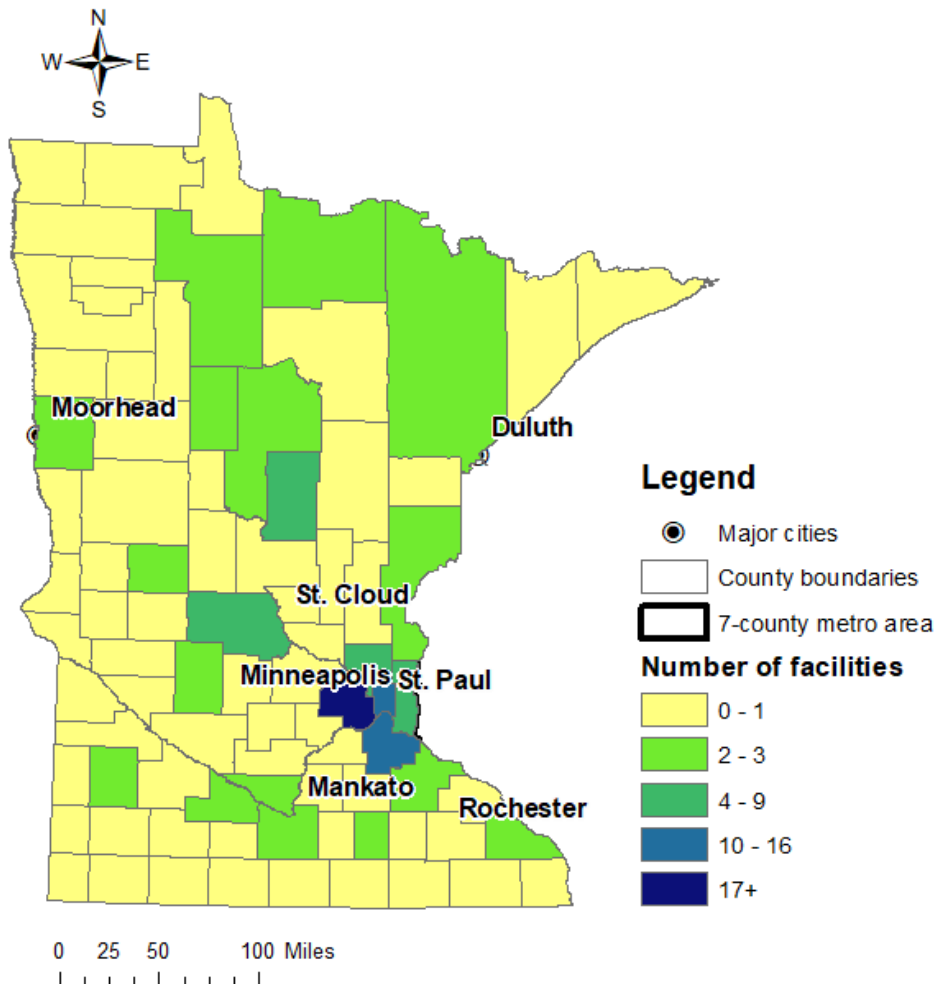 N
W E
S
Moorhead
Duluth
St. Cloud
Minneapolis St. Paul
Mankato
Rochester
Legend
Major cities
County boundaries
7-county metro area
Number of facilities
0 - 1
2 - 3
4 - 9
10 - 16
17+
0 25 50 100 Miles